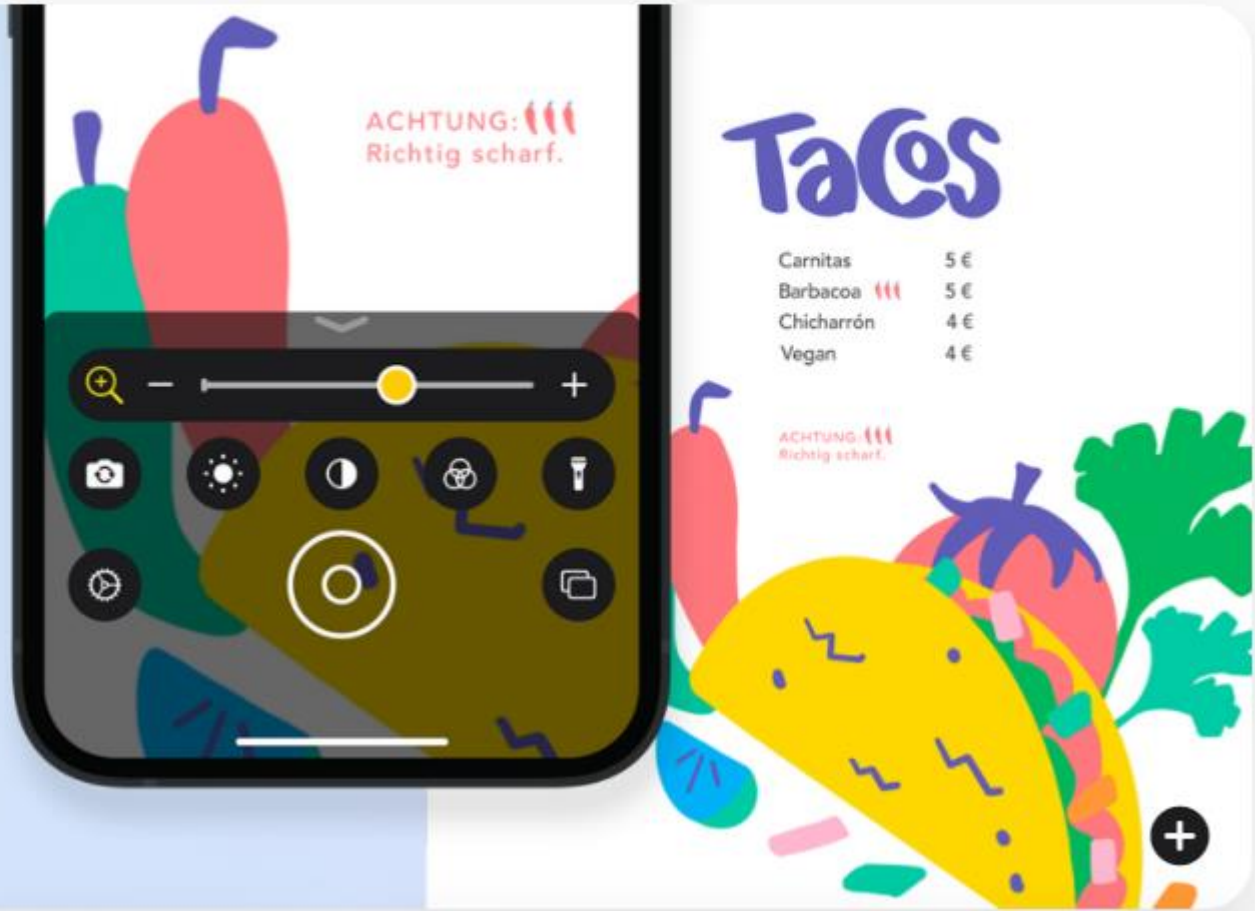 ACHTUNG:
Richtig scharf.
Tacos
Carnitas 5 €
Barbacoa 5 €
Chicharrón 4 €
Vegan 4 €
ACHTUNG:
Richtig scharf.